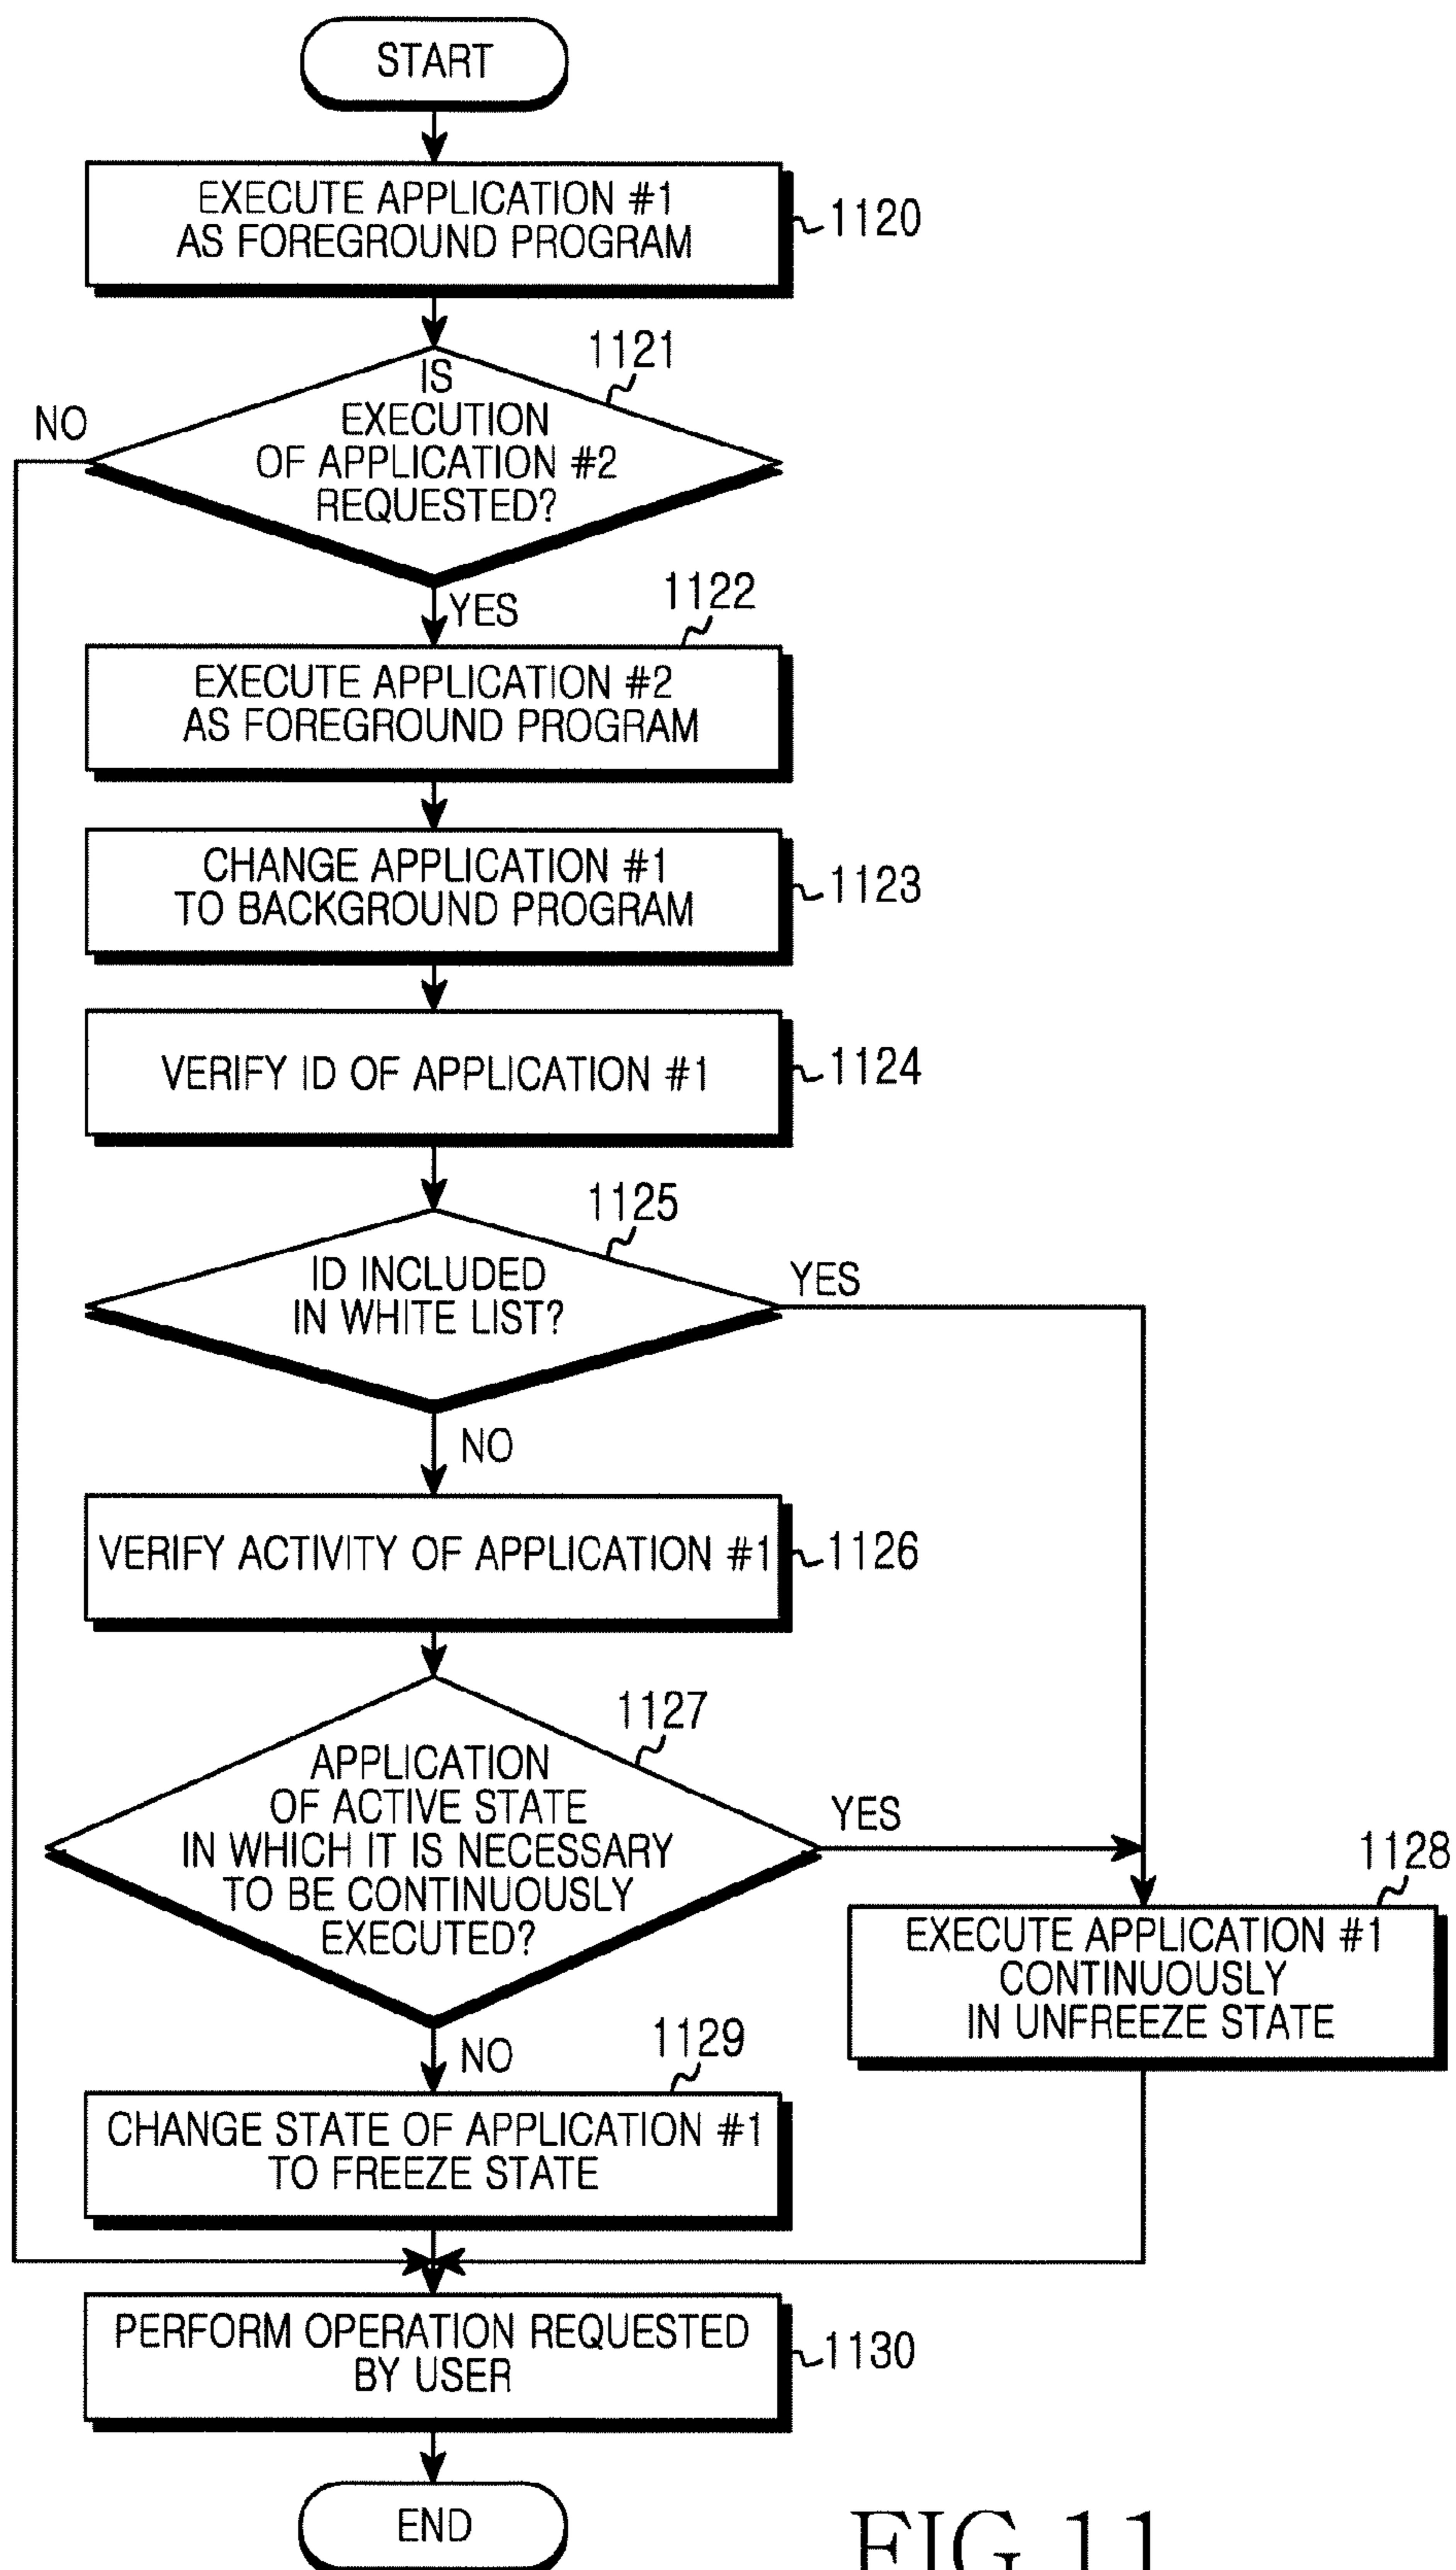 START
EXECUTE APPLICATION #1
AS FOREGROUND PROGRAM
1120
1121
IS
EXECUTION
OF APPLICATION #2
REQUESTED?
NO
YES
1122
EXECUTE APPLICATION #2
AS FOREGROUND PROGRAM
CHANGE APPLICATION #1
TO BACKGROUND PROGRAM
1123
VERIFY ID OF APPLICATION #1
1124
1125
ID INCLUDED
IN WHITE LIST?
YES
NO
VERIFY ACTIVITY OF APPLICATION #1
1126
1127
APPLICATION
OF ACTIVE STATE
IN WHICH IT IS NECESSARY
TO BE CONTINUOUSLY
EXECUTED?
YES
1128
EXECUTE APPLICATION #1
CONTINUOUSLY
IN UNFREEZE STATE
NO
1129
CHANGE STATE OF APPLICATION #1
TO FREEZE STATE
PERFORM OPERATION REQUESTED
BY USER
1130
END
FIG.11